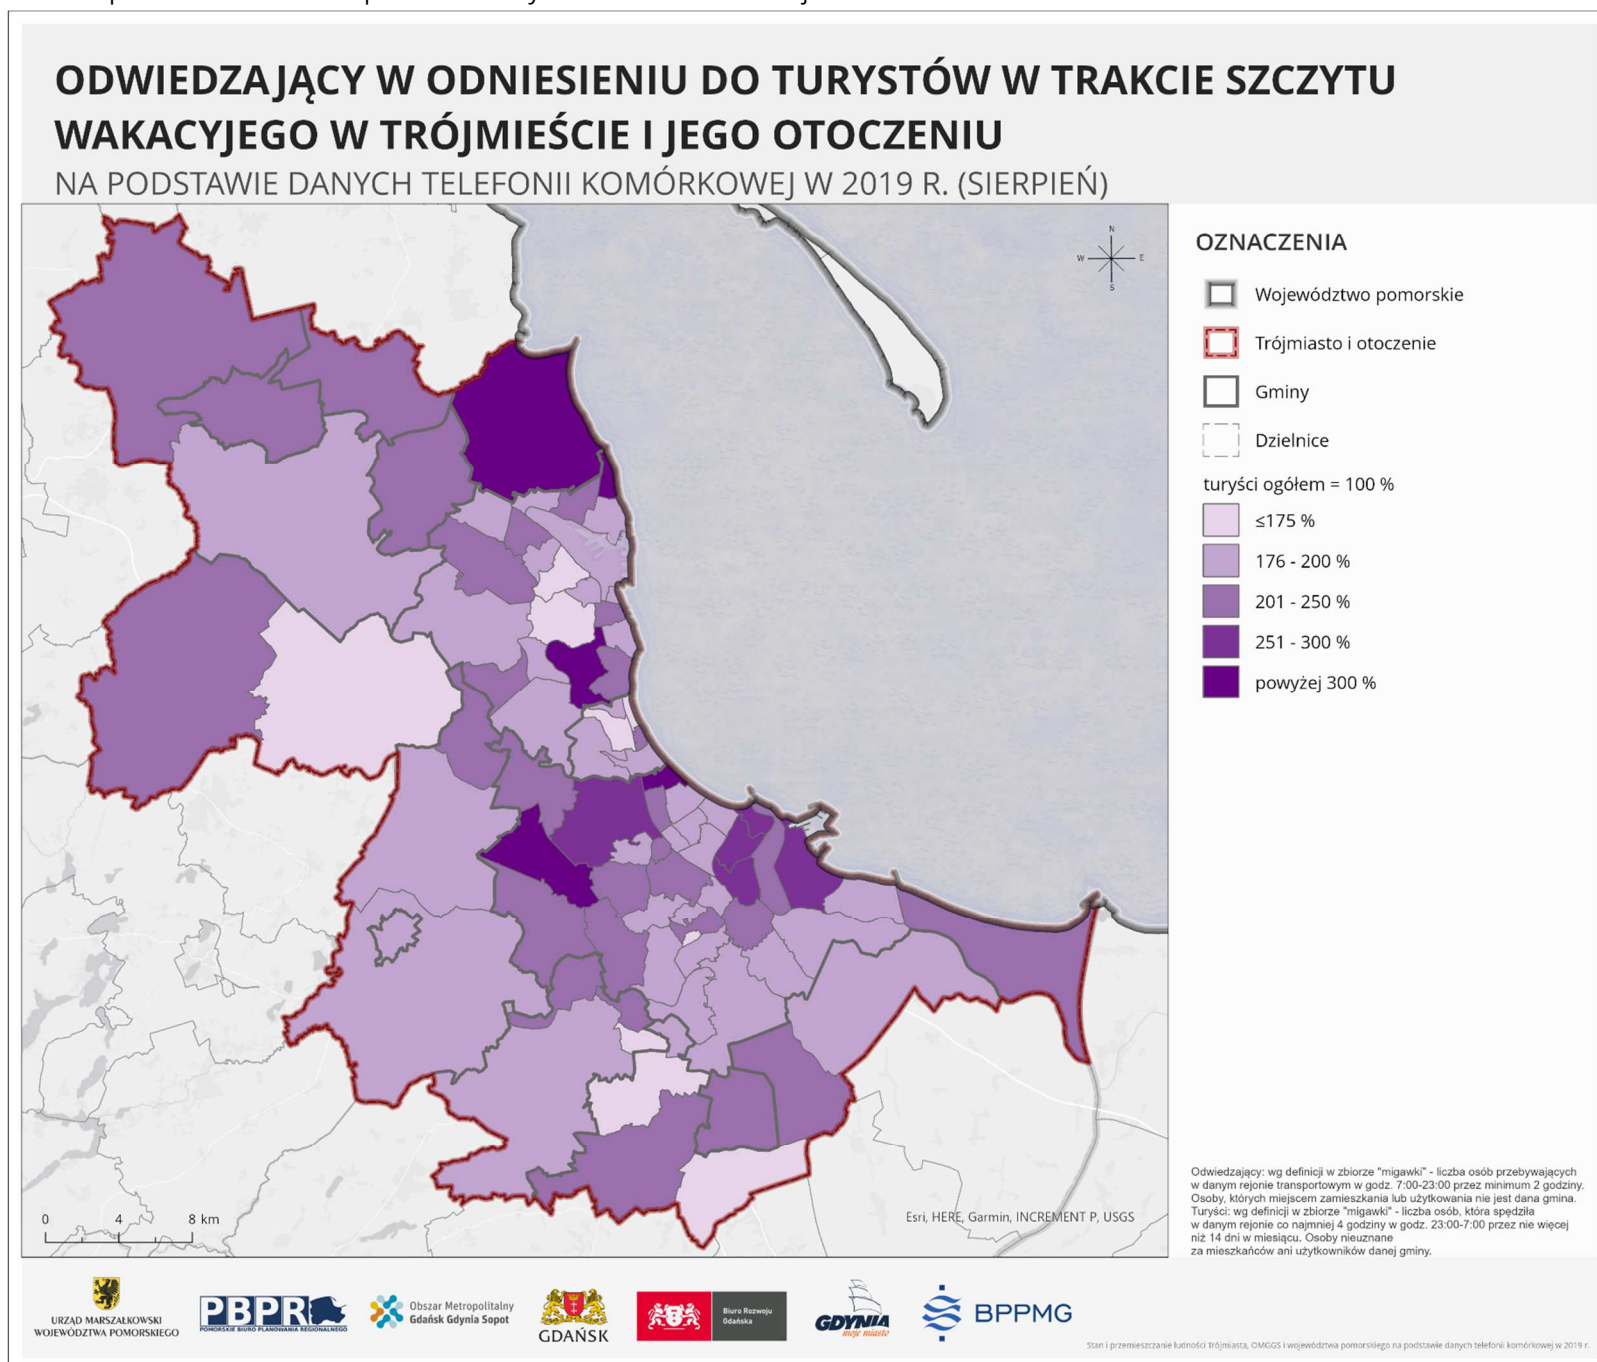 ODWIEDZAJĄCY W ODNIESIENIU DO TURYSTÓW W TRAKCIE SZCZYTU
WAKACYJEGO W TRÓJMIEŚCIE I JEGO OTOCZENIU
NA PODSTAWIE DANYCH TELEFONII KOMÓRKOWEJ W 2019 R. (SIERPIEŃ)
N
W E
S
OZNACZENIA
Województwo pomorskie
Trójmiasto i otoczenie
Gminy
Dzielnice
turyści ogółem = 100 %
≤175 %
176 - 200 %
201 - 250 %
251 - 300 %
powyżej 300 %
0 4 8 km
Esri, HERE, Garmin, INCREMENT P, USGS
Odwiedzający: wg definicji w zbiorze "migawki" - liczba osób przebywających
w danym rejonie transportowym w godz. 7:00-23:00 przez minimum 2 godziny.
Osoby, których miejscem zamieszkania lub użytkowania nie jest dana gmina.
Turyści: wg definicji w zbiorze "migawki" - liczba osób, która spędziła
w danym rejonie co najmniej 4 godziny w godz. 23:00-7:00 przez nie więcej
niż 14 dni w miesiącu. Osoby nieuznane
za mieszkańców ani użytkowników danej gminy.
URZĄD MARSZAŁKOWSKI
WOJEWÓDZTWA POMORSKIEGO
PBPR
POMORSKIE BIURO PLANOWANIA REGIONALNEGO
Obszar Metropolitalny
Gdańsk Gdynia Sopot
GDAŃSK
Biuro Rozwoju
Gdańska
GDYNIA
moje miasto
BPPMG
Stan i przemieszczanie ludności Trójmiasta, OMGGS i województwa pomorskiego na podstawie danych telefonii komórkowej w 2019 r.